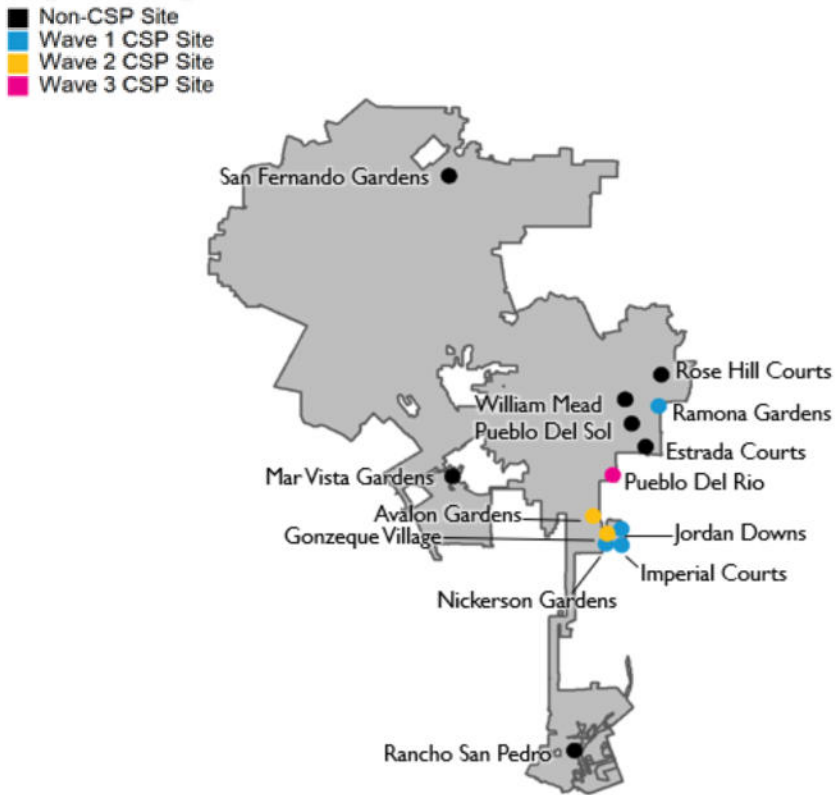 Non-CSP Site
Wave 1 CSP Site
Wave 2 CSP Site
Wave 3 CSP Site
San Fernando Gardens
Rose Hill Courts
William Mead
Ramona Gardens
Pueblo Del Sol
Estrada Courts
Mar Vista Gardens
Pueblo Del Rio
Avalon Gardens
Gonzeque Village
Jordan Downs
Imperial Courts
Nickerson Gardens
Rancho San Pedro